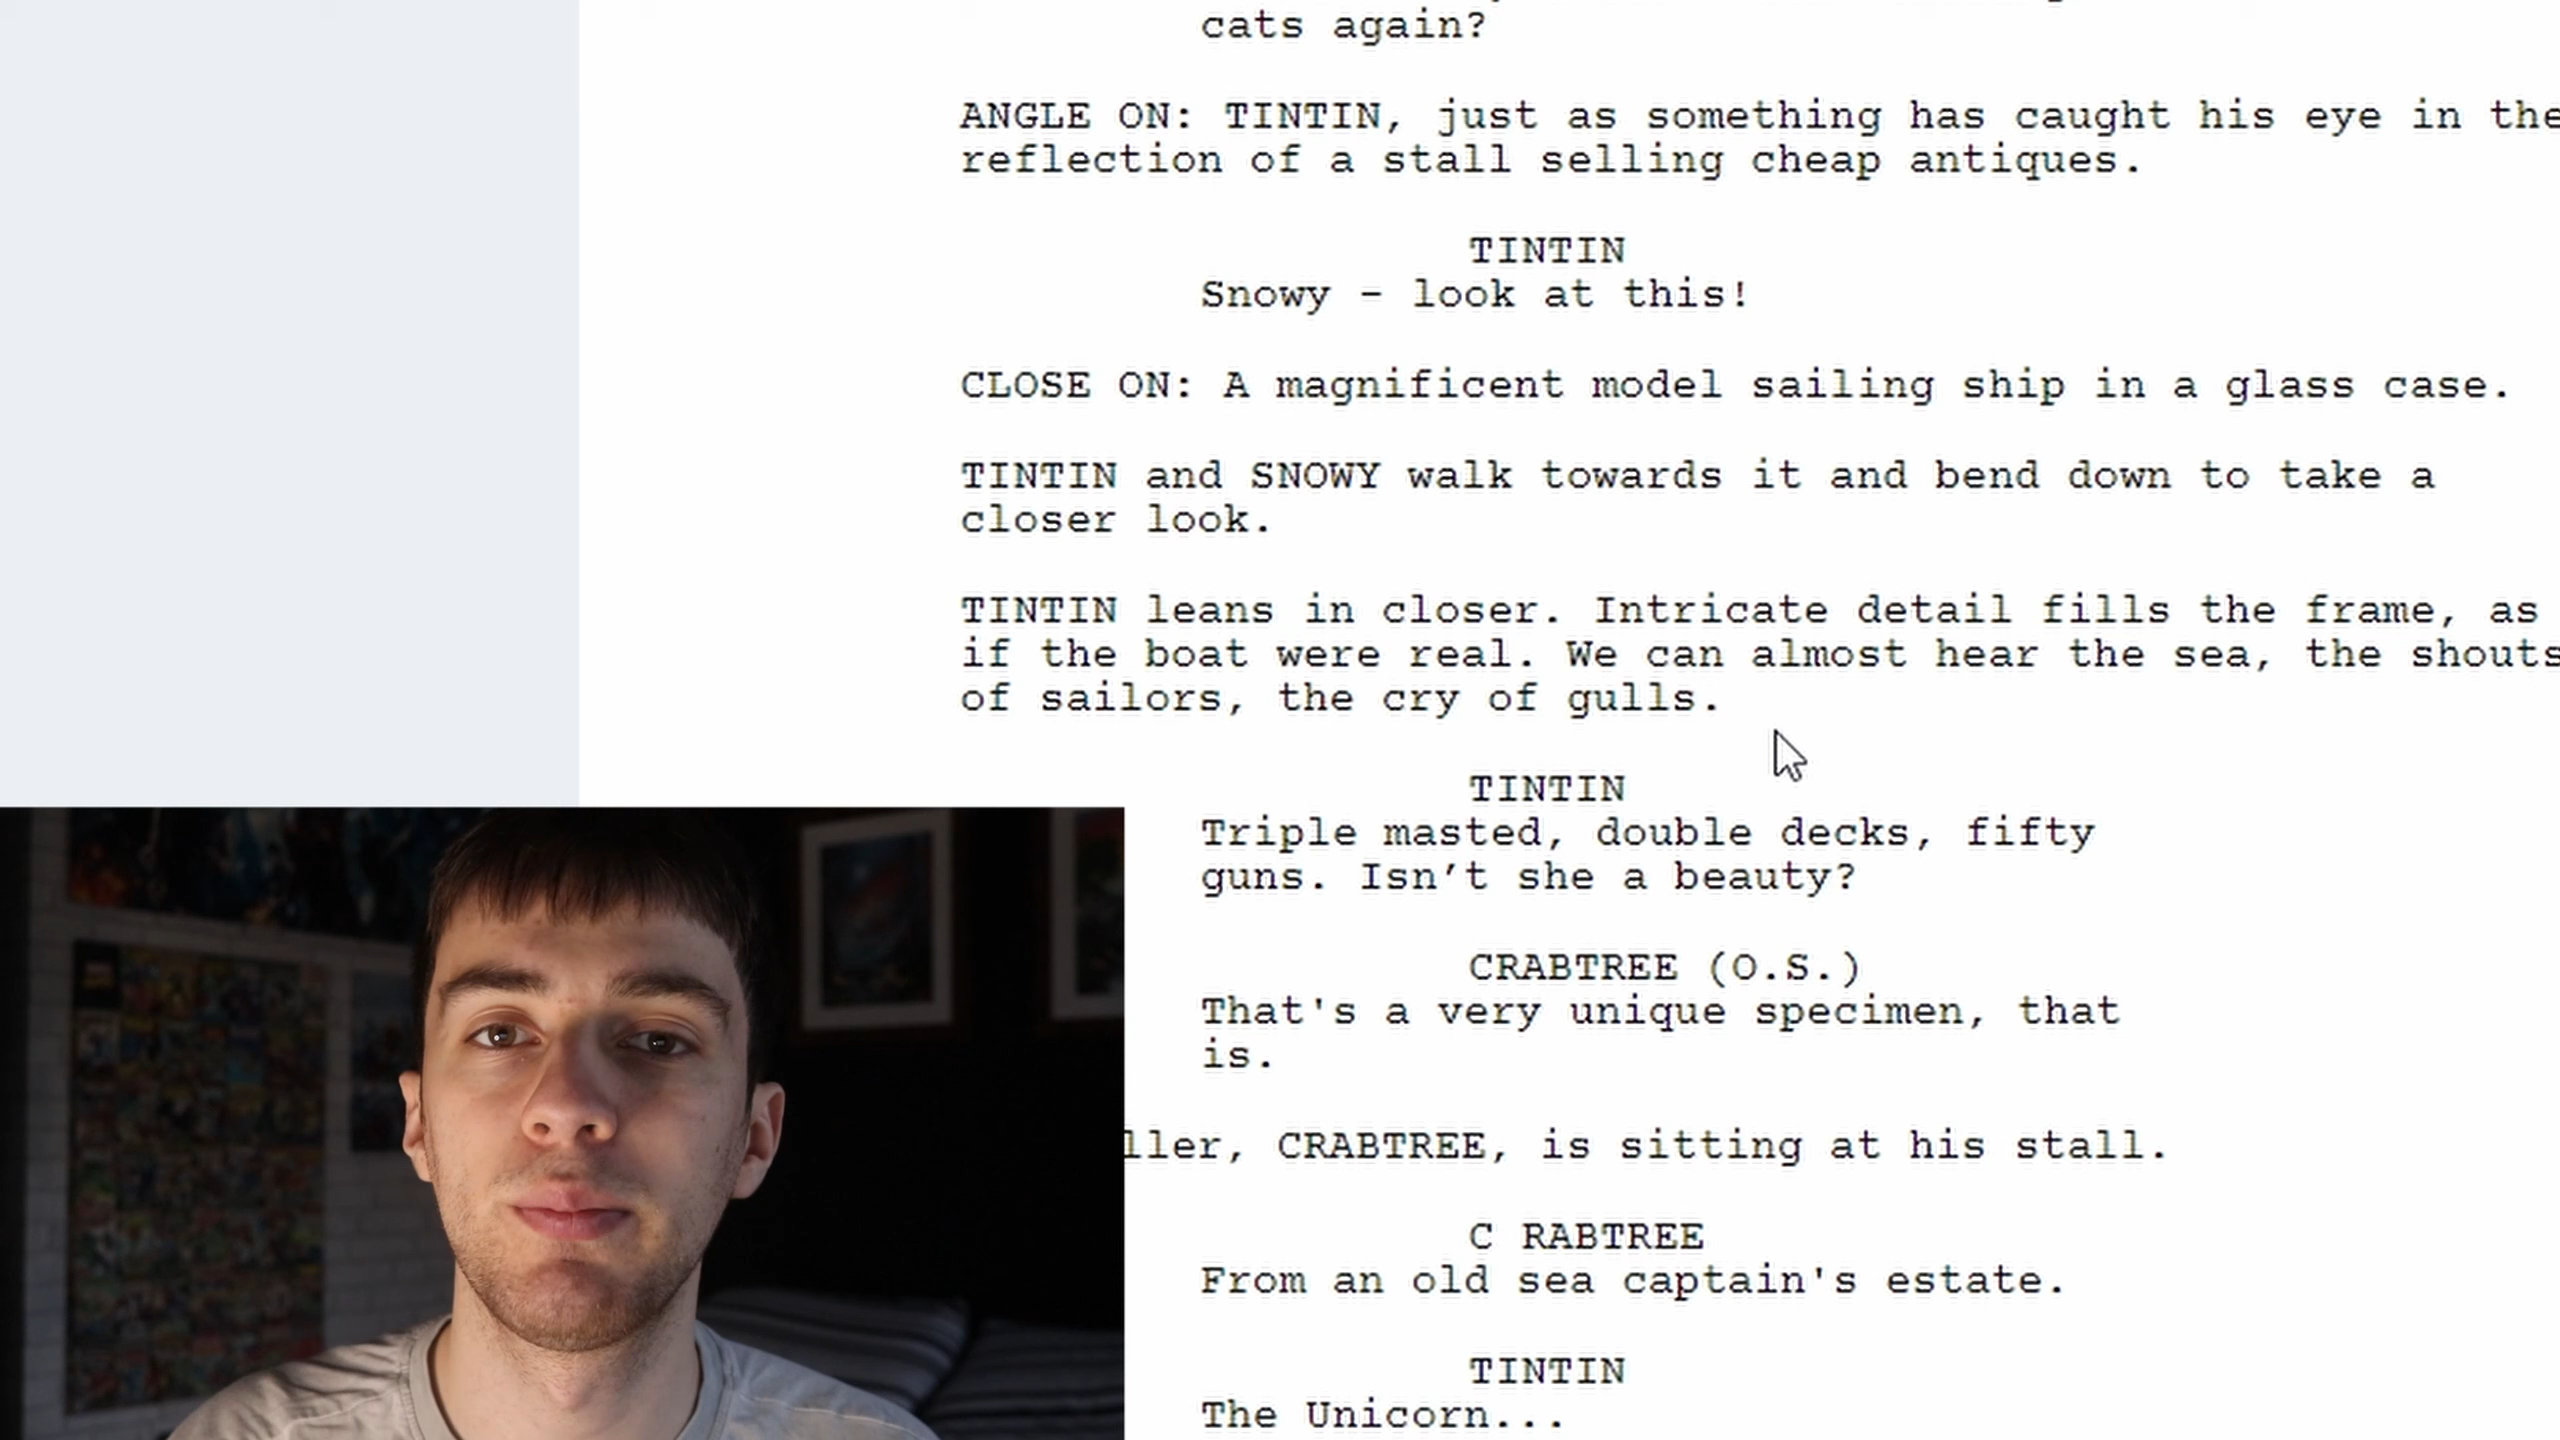 cats again?
ANGLE ON: TINTIN, just as something has caught his eye in the
reflection of a stall selling cheap antiques.
TINTIN
Snowy - look at this!
CLOSE ON: A magnificent model sailing ship in a glass case.
TINTIN and SNOWY walk towards it and bend down to take a
closer look.
TINTIN leans in closer. Intricate detail fills the frame, as
if the boat were real. We can almost hear the sea, the shouts
of sailors, the cry of gulls.
TINTIN
Triple masted, double decks, fifty
guns. Isn’t she a beauty?
CRABTREE (O.S.)
That's a very unique specimen, that
is.
ller, CRABTREE, is sitting at his stall.
C RABTREE
From an old sea captain's estate.
TINTIN
The Unicorn...